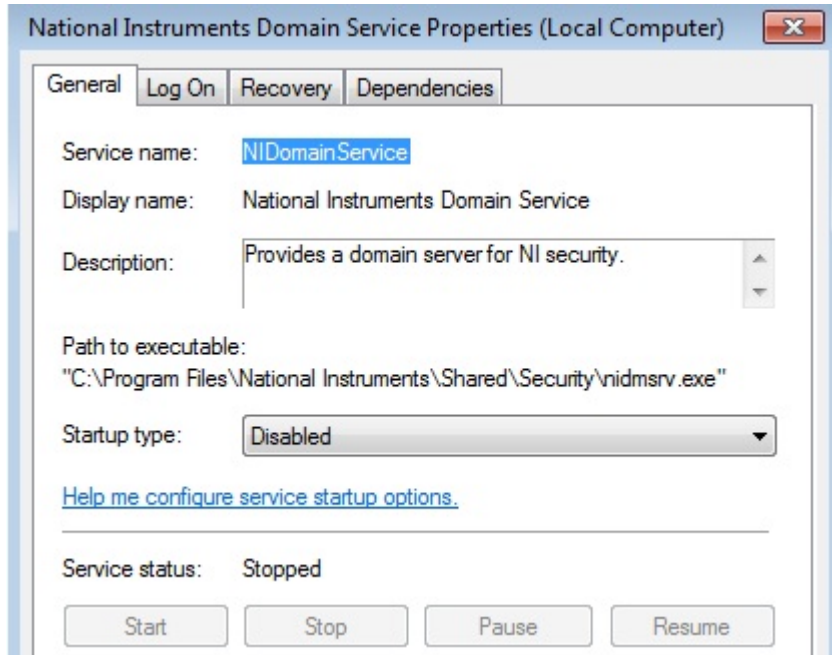 National Instruments Domain Service Properties (Local Computer)
General Log On Recovery Dependencies
Service name: NIDomainService
Display name: National Instruments Domain Service
Description: Provides a domain server for NI security.
Path to executable:
"C:\Program Files\National Instruments\Shared\Security\nidmsrv.exe"
Startup type: Disabled
Help me configure service startup options.
Service status: Stopped
Start Stop Pause Resume